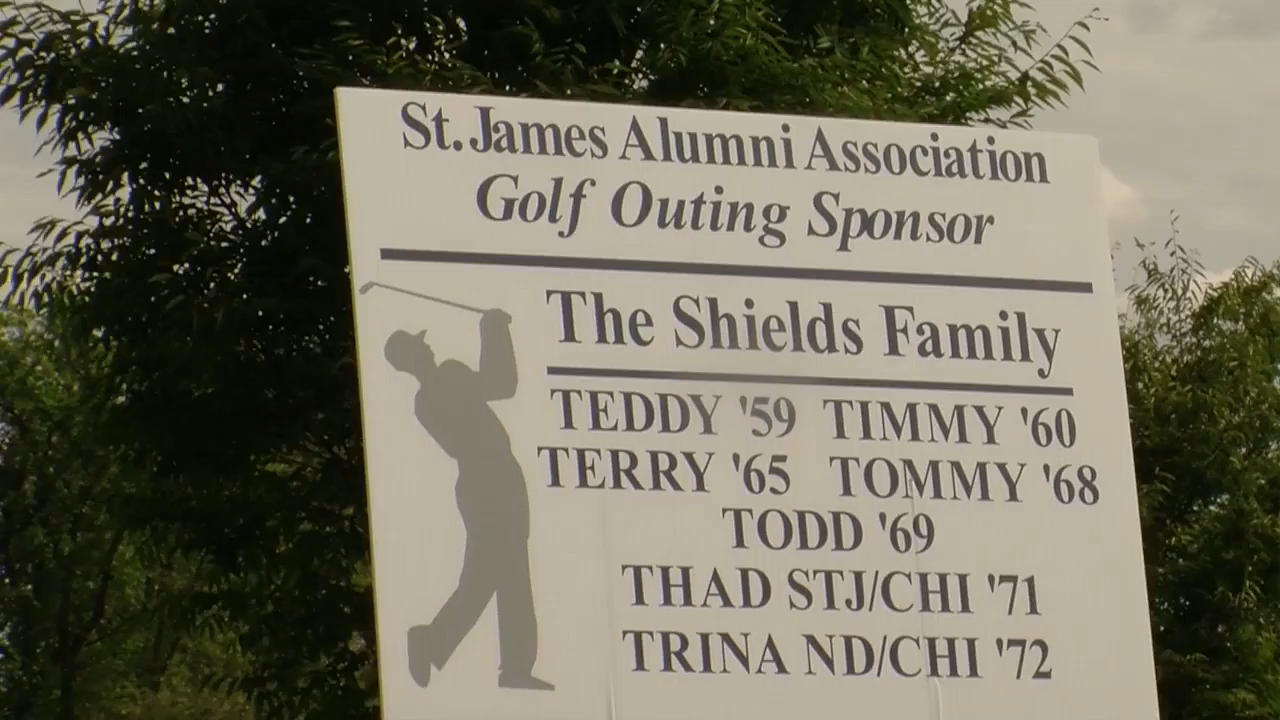 St. James Alumni Association
Golf Outing Sponsor
The Shields Family
TEDDY '59 TIMMY '60
TERRY '65 TOMMY '68
TODD '69
THAD STJ/CHI '71
TRINA ND/CHI '72